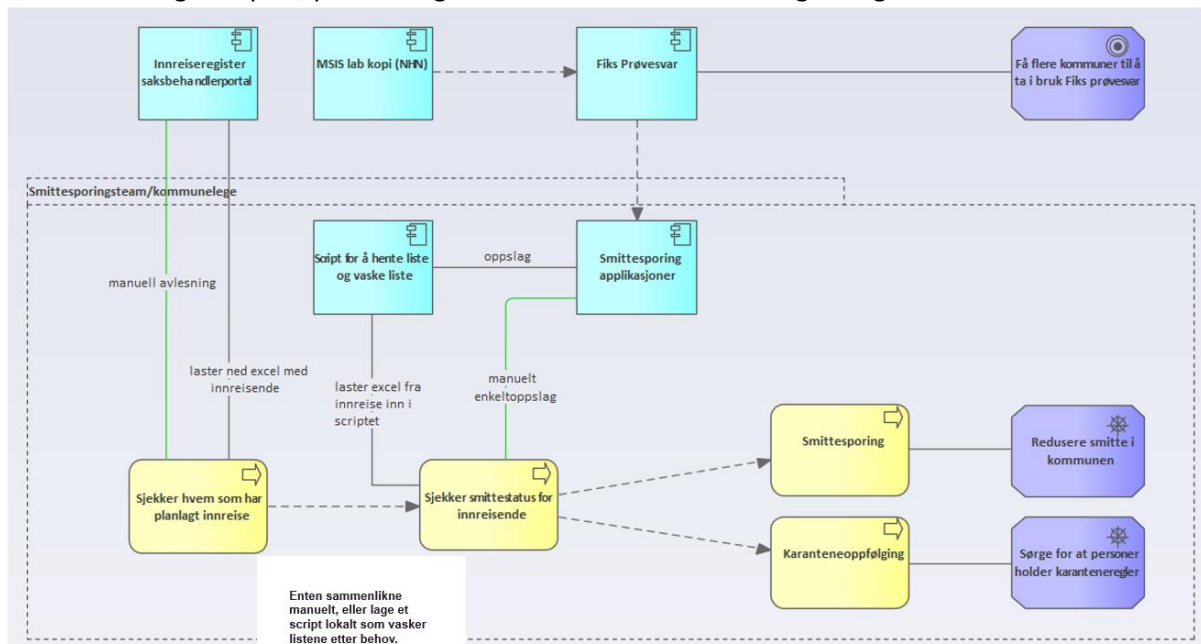 Innreiseregister
saksbehandlerportal
MSIS lab kopi (NHN)
Fiks Prøvesvar
Få flere kommuner til å
ta i bruk Fiks prøvesvar
Smittesporingsteam/kommunelege
manuell avlesning
laster ned excel med
innreisende
Script for å hente liste
og vaske liste
oppslag
Smittesporing
applikasjoner
laster excel fra
innreise inn i
scriptet
manuelt
enkeltoppslag
Sjekker hvem som har
planlagt innreise
Sjekker smittestatus for
innreisende
Smittesporing
Redusere smitte i
kommunen
Karanteneoppfølging
Sørge for at personer
holder karanteneregler
Enten sammenlikne
manuelt, eller lage et
script lokalt som vasker
listene etter behov.